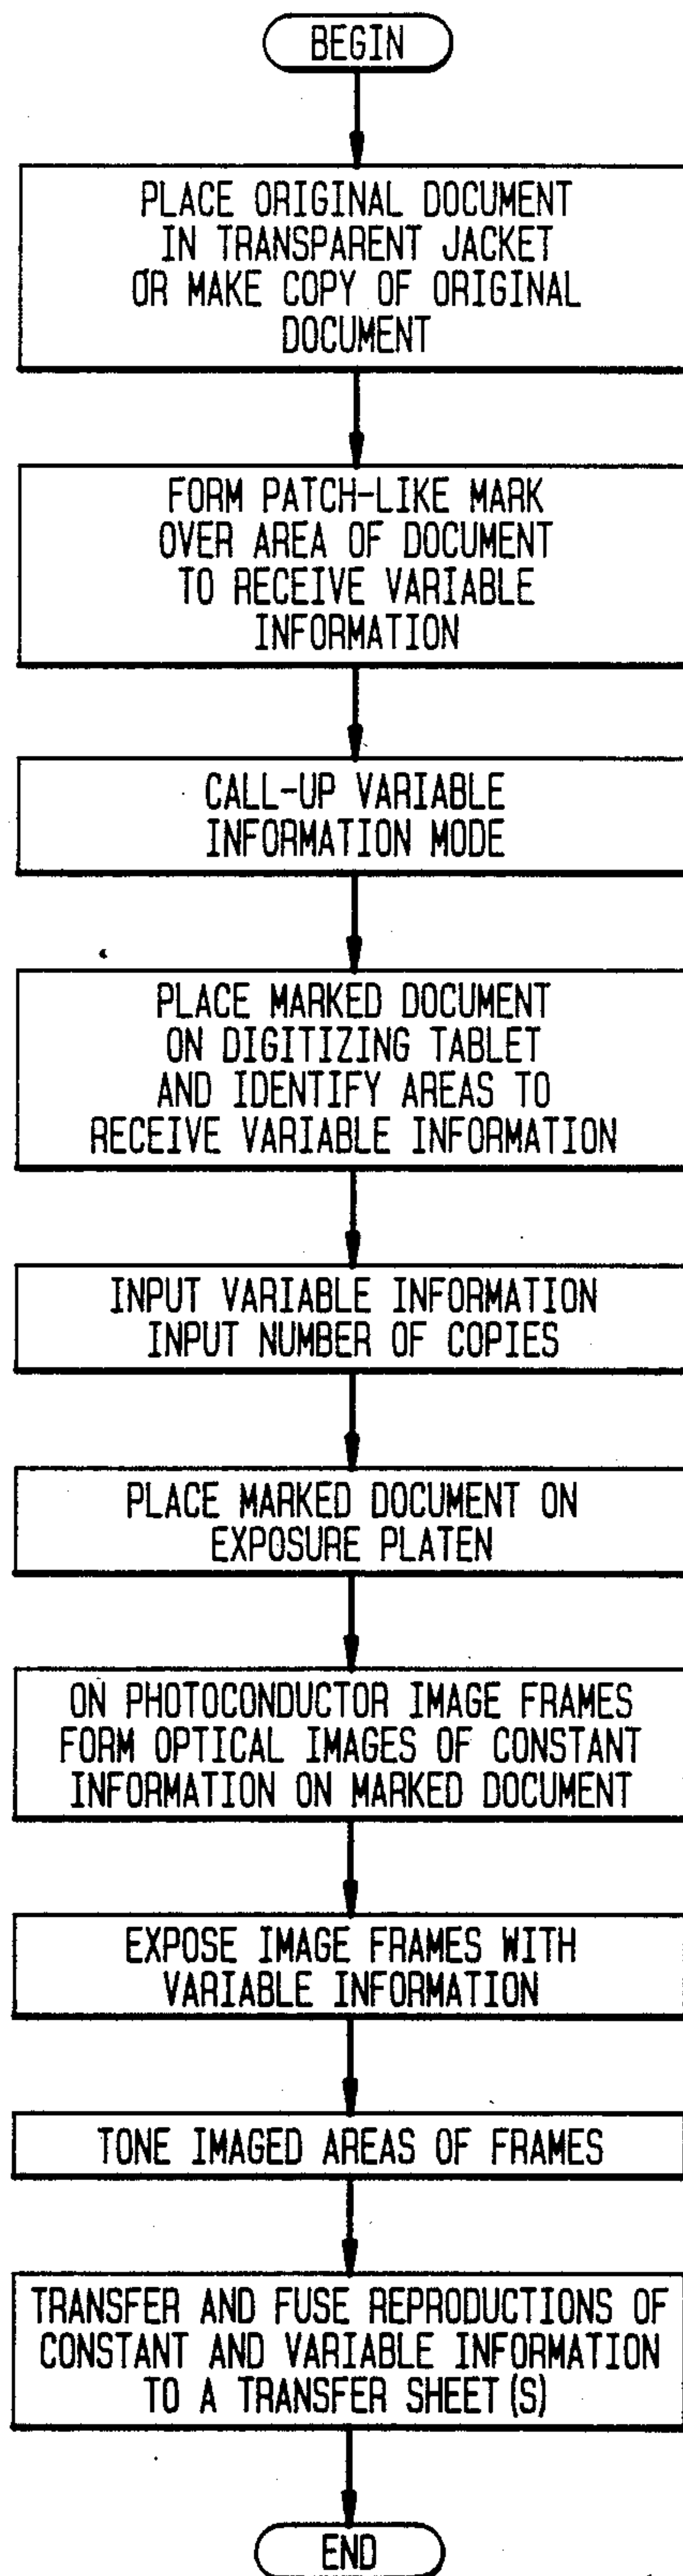 BEGIN
PLACE ORIGINAL DOCUMENT
IN TRANSPARENT JACKET
OR MAKE COPY OF ORIGINAL
DOCUMENT
FORM PATCH-LIKE MARK
OVER AREA OF DOCUMENT
TO RECEIVE VARIABLE
INFORMATION
CALL-UP VARIABLE
INFORMATION MODE
PLACE MARKED DOCUMENT
ON DIGITIZING TABLET
AND IDENTIFY AREAS TO
RECEIVE VARIABLE INFORMATION
INPUT VARIABLE INFORMATION
INPUT NUMBER OF COPIES
PLACE MARKED DOCUMENT ON
EXPOSURE PLATEN
ON PHOTOCONDUCTOR IMAGE FRAMES
FORM OPTICAL IMAGES OF CONSTANT
INFORMATION ON MARKED DOCUMENT
EXPOSE IMAGE FRAMES WITH
VARIABLE INFORMATION
TONE IMAGED AREAS OF FRAMES
TRANSFER AND FUSE REPRODUCTIONS OF
CONSTANT AND VARIABLE INFORMATION
TO A TRANSFER SHEET(S)
END